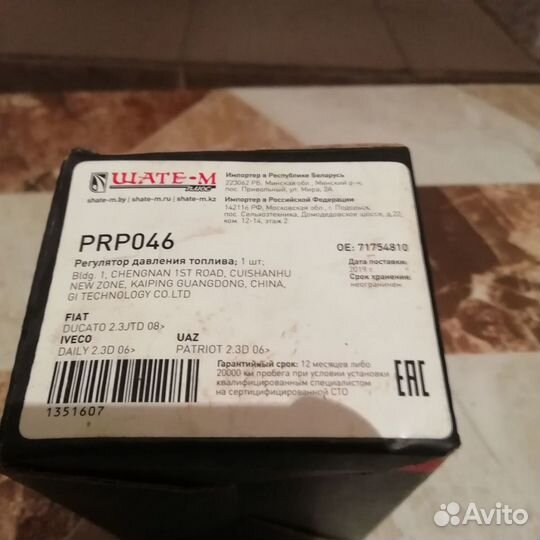 ШАТЕ-М
ПЛЮС
shate-m.by / shate-m.ru | shate-m.kz
Импортер в Республике Беларусь
223062 РБ, Минская обл., Минский р-н,
пос. Привольный, ул. Мира, 2А
Импортер в Российской Федерации
142116 РФ, Московская обл., г. Подольск,
пос. Сельхозтехника, Домодедовское шоссе, д.22,
ком. 12-14, этаж 2
PRP046
Регулятор давления топлива; 1 шт;
Bldg. 1, CHENGNAN 1ST ROAD, CUISHANHU
NEW ZONE, KAIPING GUANGDONG, CHINA,
GI TECHNOLOGY CO.LTD
OE: 71754810
Дата поставки:
2019 г.
Срок хранения:
неограничен
FIAT
DUCATO 2.3JTD 08>
IVECO
DAILY 2.3D 06>
UAZ
PATRIOT 2.3D 06>
1351607
Гарантийный срок: 12 месяцев либо
20000 км пробега при условии установки
квалифицированным специалистом
на сертифицированной СТО
EAC
Avito